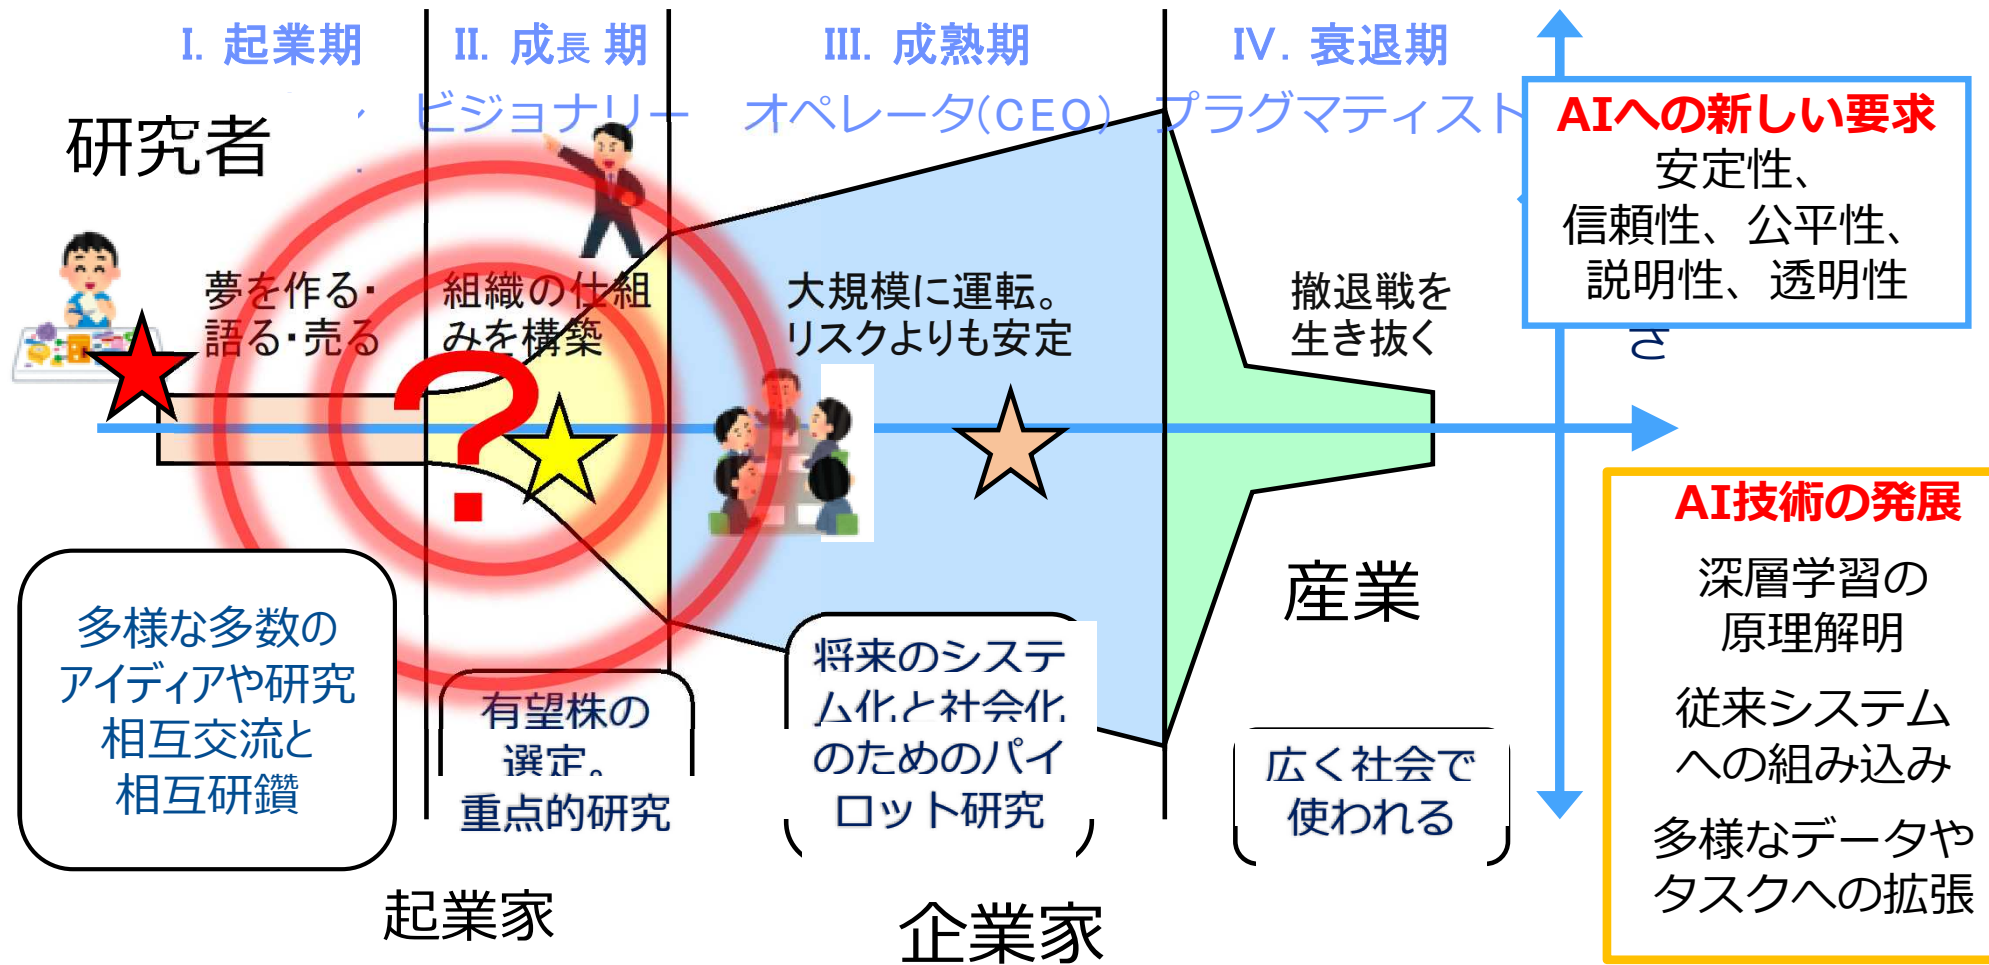 I. 起業期
II. 成長 期
III. 成熟期
IV. 衰退期
ビジョナリー
オペレータ(CEO)
プラグマティスト
研究者
夢を作る・
語る・売る
組織の仕組
みを構築
大規模に運転。
リスクよりも安定
撤退戦を
生き抜く
?
AIへの新しい要求
安定性、
信頼性、公平性、
説明性、透明性
さ
多様な多数の
アイディアや研究
相互交流と
相互研鑽
有望株の
選定。
重点的研究
将来のシステ
ム化と社会化
のためのパイ
ロット研究
産業
広く社会で
使われる
AI技術の発展
深層学習の
原理解明
従来システム
への組み込み
多様なデータや
タスクへの拡張
起業家
企業家